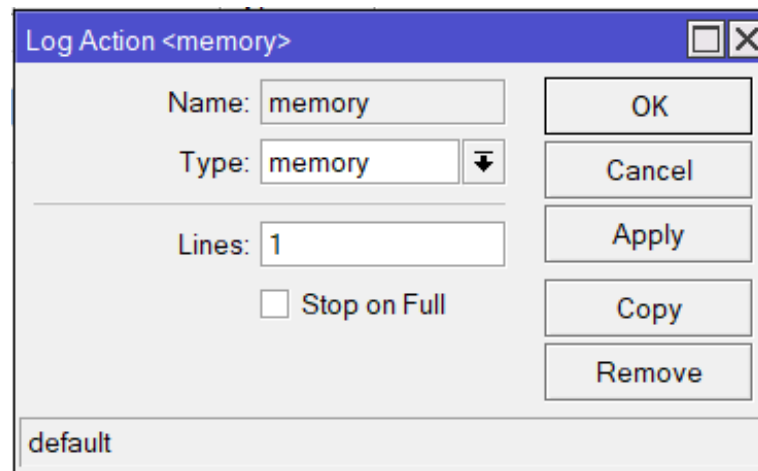 Log Action <memory>
Name: memory
Type: memory
Lines: 1
Stop on Full
OK
Cancel
Apply
Copy
Remove
default